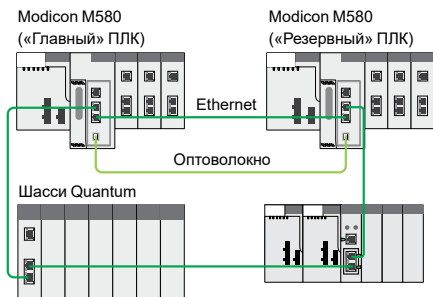 Modicon M580
(«Главный» ПЛК)
Modicon M580
(«Резервный» ПЛК)
Ethernet
Оптоволокно
Шасси Quantum